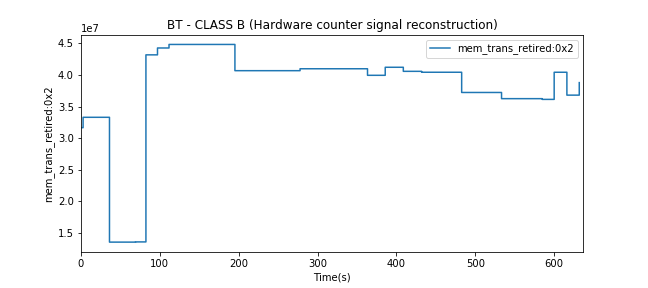 BT - CLASS B (Hardware counter signal reconstruction)
1e7
mem_trans_retired:0x2
4.5
4.0
3.5
3.0
2.5
2.0
1.5
mem_trans_retired:0x2
0 100 200 300 400 500 600
Time(s)